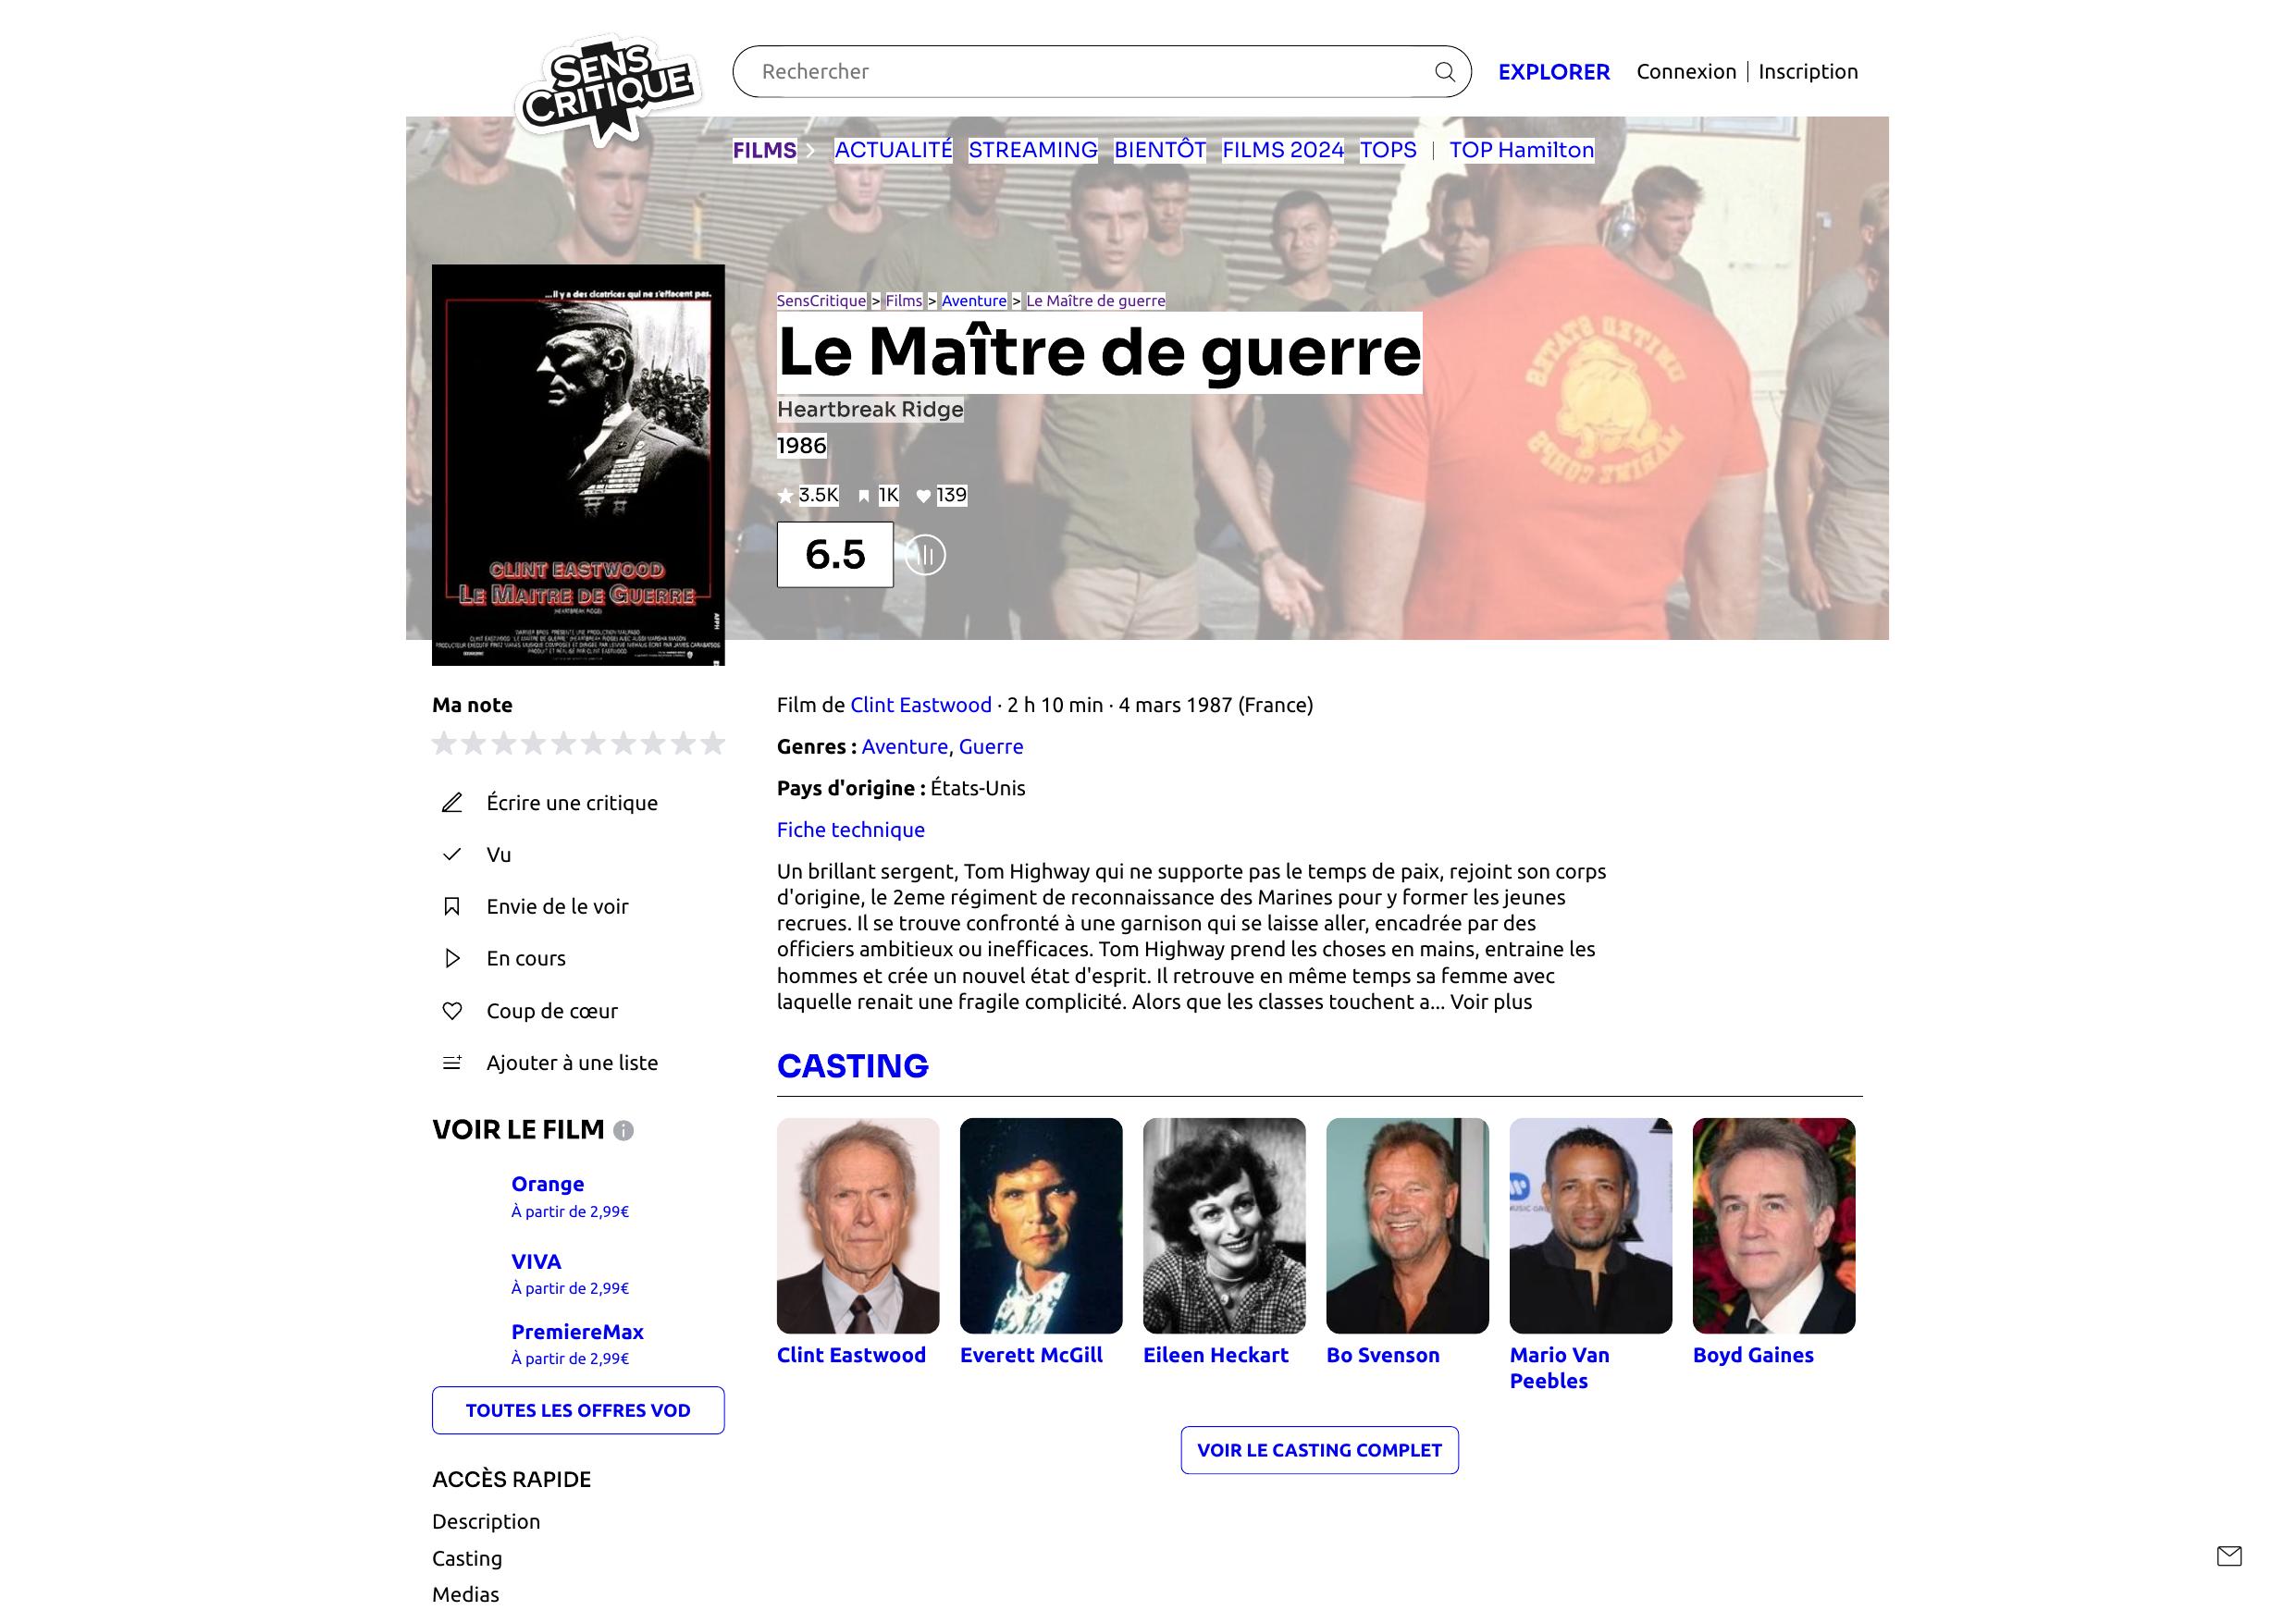 SENS
CRITIQUE
Rechercher
EXPLORER
Connexion | Inscription
FILMS
ACTUALITÉ STREAMING BIENTÔT FILMS 2024 TOPS | TOP Hamilton
...il y a des cicatrices qui ne s'effacent pas.
CLINT EASTWOOD
LE MAITRE DE GUERRE
(HEARTBREAK RIDGE)
SensCritique > Films > Aventure > Le Maître de guerre
Le Maître de guerre
Heartbreak Ridge
1986
3.5K 1K 139
6.5
UNITED STATES
MARINE CORPS
Ma note
Écrire une critique
Vu
Envie de le voir
En cours
Coup de cœur
Ajouter à une liste
VOIR LE FILM
Orange
À partir de 2,99€
VIVA
À partir de 2,99€
PremiereMax
À partir de 2,99€
TOUTES LES OFFRES VOD
ACCÈS RAPIDE
Description
Casting
Medias
Film de Clint Eastwood · 2 h 10 min · 4 mars 1987 (France)
Genres : Aventure, Guerre
Pays d'origine : États-Unis
Fiche technique
Un brillant sergent, Tom Highway qui ne supporte pas le temps de paix, rejoint son corps
d'origine, le 2eme régiment de reconnaissance des Marines pour y former les jeunes
recrues. Il se trouve confronté à une garnison qui se laisse aller, encadrée par des
officiers ambitieux ou inefficaces. Tom Highway prend les choses en mains, entraine les
hommes et crée un nouvel état d'esprit. Il retrouve en même temps sa femme avec
laquelle renait une fragile complicité. Alors que les classes touchent a... Voir plus
CASTING
Clint Eastwood
Everett McGill
Eileen Heckart
Bo Svenson
Mario Van
Peebles
Boyd Gaines
VOIR LE CASTING COMPLET